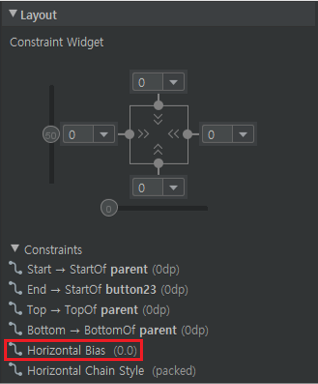 Layout
Constraint Widget
0
50
0
0
0
0
Constraints
Start → StartOf parent (0dp)
End → StartOf button23 (0dp)
Top → TopOf parent (0dp)
Bottom → BottomOf parent (0dp)
Horizontal Bias (0.0)
Horizontal Chain Style (packed)